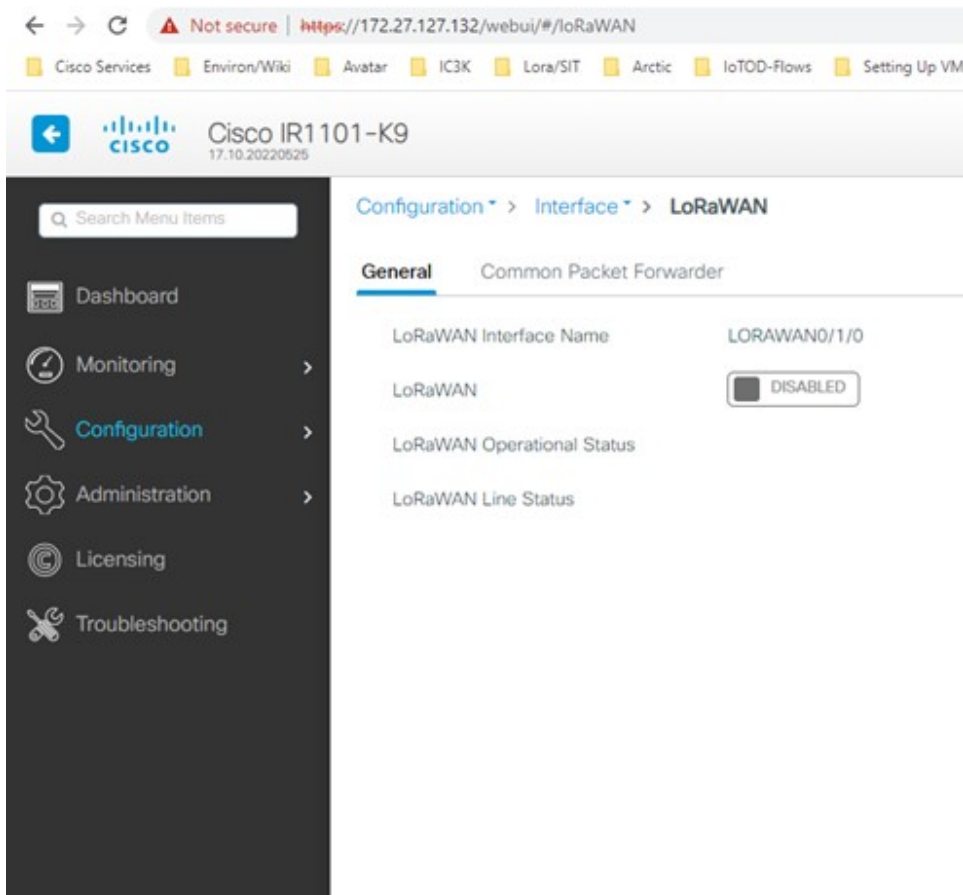 Not secure | https://172.27.127.132/webui/#/loRaWAN
Cisco Services Environ/Wiki Avatar IC3K Lora/SIT Arctic IoTOD-Flows Setting Up VM
CISCO
Cisco IR1101-K9
17.10.20220525
Search Menu Items
Dashboard
Monitoring
Configuration
Administration
Licensing
Troubleshooting
Configuration > Interface > LoRaWAN
General Common Packet Forwarder
LoRaWAN Interface Name LORAWAN0/1/0
LoRaWAN DISABLED
LoRaWAN Operational Status
LoRaWAN Line Status